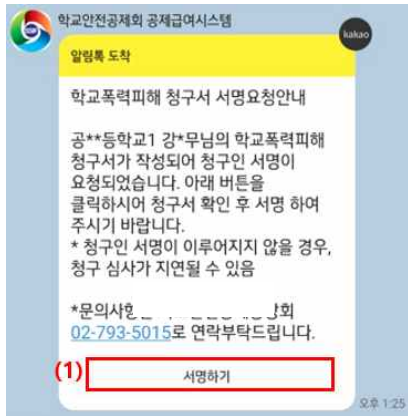 학교안전공제회 공제급여시스템
kakao
알림톡 도착
학교폭력피해 청구서 서명요청안내
공**등학교1 강*무님의 학교폭력피해
청구서가 작성되어 청구인 서명이
요청되었습니다. 아래 버튼을
클릭하시어 청구서 확인 후 서명 하여
주시기 바랍니다.
* 청구인 서명이 이루어지지 않을 경우,
청구 심사가 지연될 수 있음
*문의사항
02-793-5015로 연락부탁드립니다.
(1) 서명하기
오후 1:25